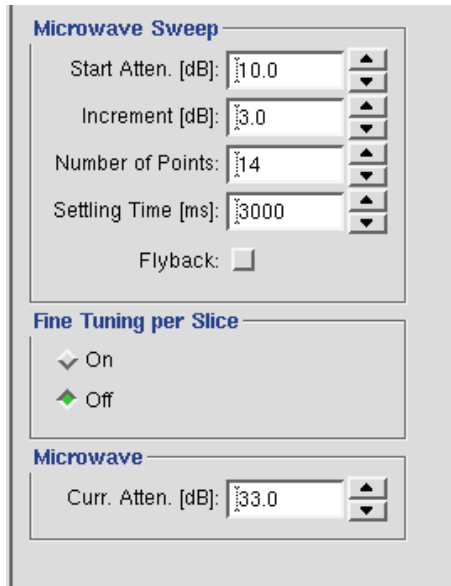 Microwave Sweep
Start Atten. [dB]: 10.0
Increment [dB]: 3.0
Number of Points: 14
Settling Time [ms]: 3000
Flyback:
Fine Tuning per Slice
On
Off
Microwave
Curr. Atten. [dB]: 33.0